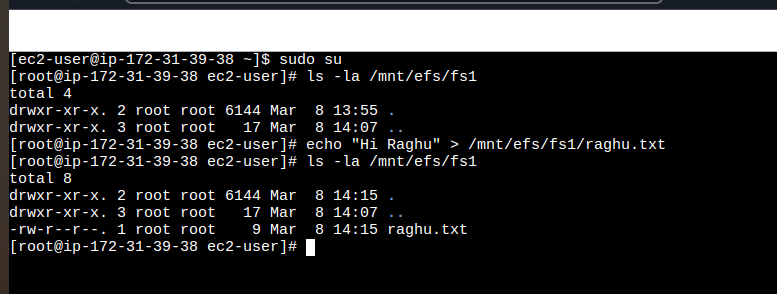 [ec2-user@ip-172-31-39-38 ~]$ sudo su
[root@ip-172-31-39-38 ec2-user]# ls -la /mnt/efs/fs1
total 4
drwxr-xr-x. 2 root root 6144 Mar  8 13:55 .
drwxr-xr-x. 3 root root   17 Mar  8 14:07 ..
[root@ip-172-31-39-38 ec2-user]# echo "Hi Raghu" > /mnt/efs/fs1/raghu.txt
[root@ip-172-31-39-38 ec2-user]# ls -la /mnt/efs/fs1
total 8
drwxr-xr-x. 2 root root 6144 Mar  8 14:15 .
drwxr-xr-x. 3 root root   17 Mar  8 14:07 ..
-rw-r--r--. 1 root root    9 Mar  8 14:15 raghu.txt
[root@ip-172-31-39-38 ec2-user]#